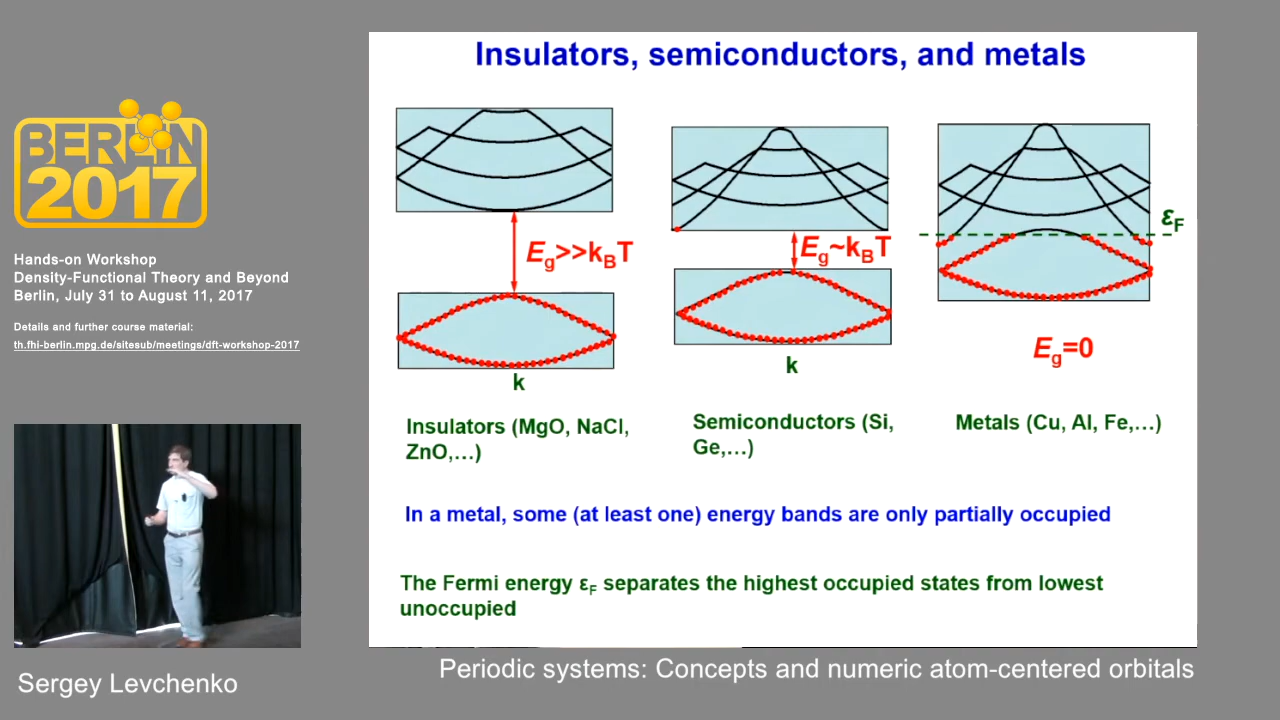 Insulators, semiconductors, and metals
BERLIN
2017
Hands-on Workshop
Density-Functional Theory and Beyond
Berlin, July 31 to August 11, 2017
Details and further course material:
th.fhi-berlin.mpg.de/sitesub/meetings/dft-workshop-2017
Eg>>kBT
k
Eg~kBT
k
εF
Eg=0
Insulators (MgO, NaCl,
ZnO,…)
Semiconductors (Si,
Ge,…)
Metals (Cu, Al, Fe,…)
In a metal, some (at least one) energy bands are only partially occupied
The Fermi energy εF separates the highest occupied states from lowest
unoccupied
Sergey Levchenko
Periodic systems: Concepts and numeric atom-centered orbitals